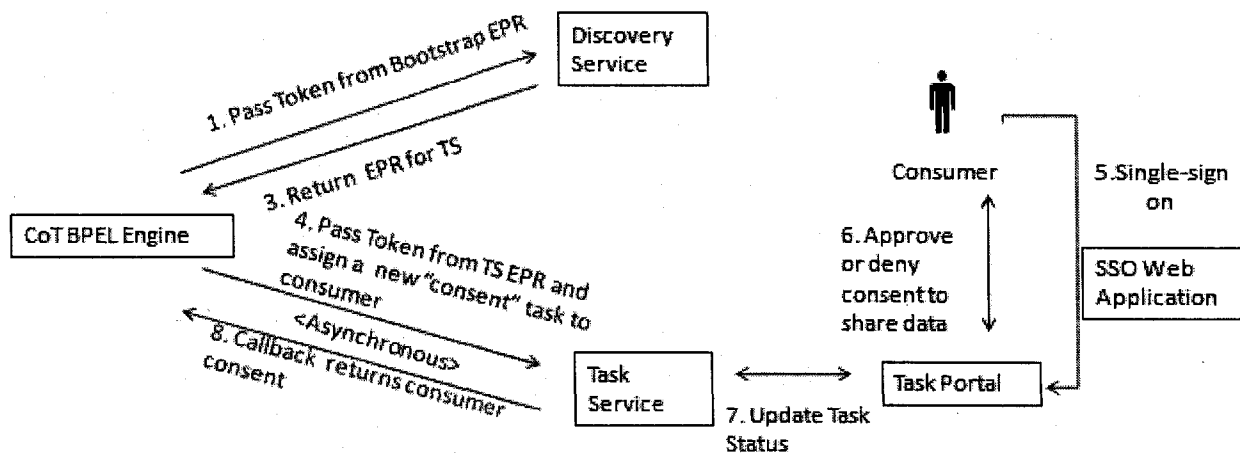 1. Pass Token from Bootstrap EPR
Discovery
Service
3. Return EPR for TS
CoT BPEL Engine
4. Pass Token from TS EPR and
assign a new "consent" task to
consumer
<Asynchronous>
8. Callback returns consumer
consent
Task
Service
7. Update Task
Status
Consumer
6. Approve
or deny
consent to
share data
Task Portal
5.Single-sign
on
SSO Web
Application